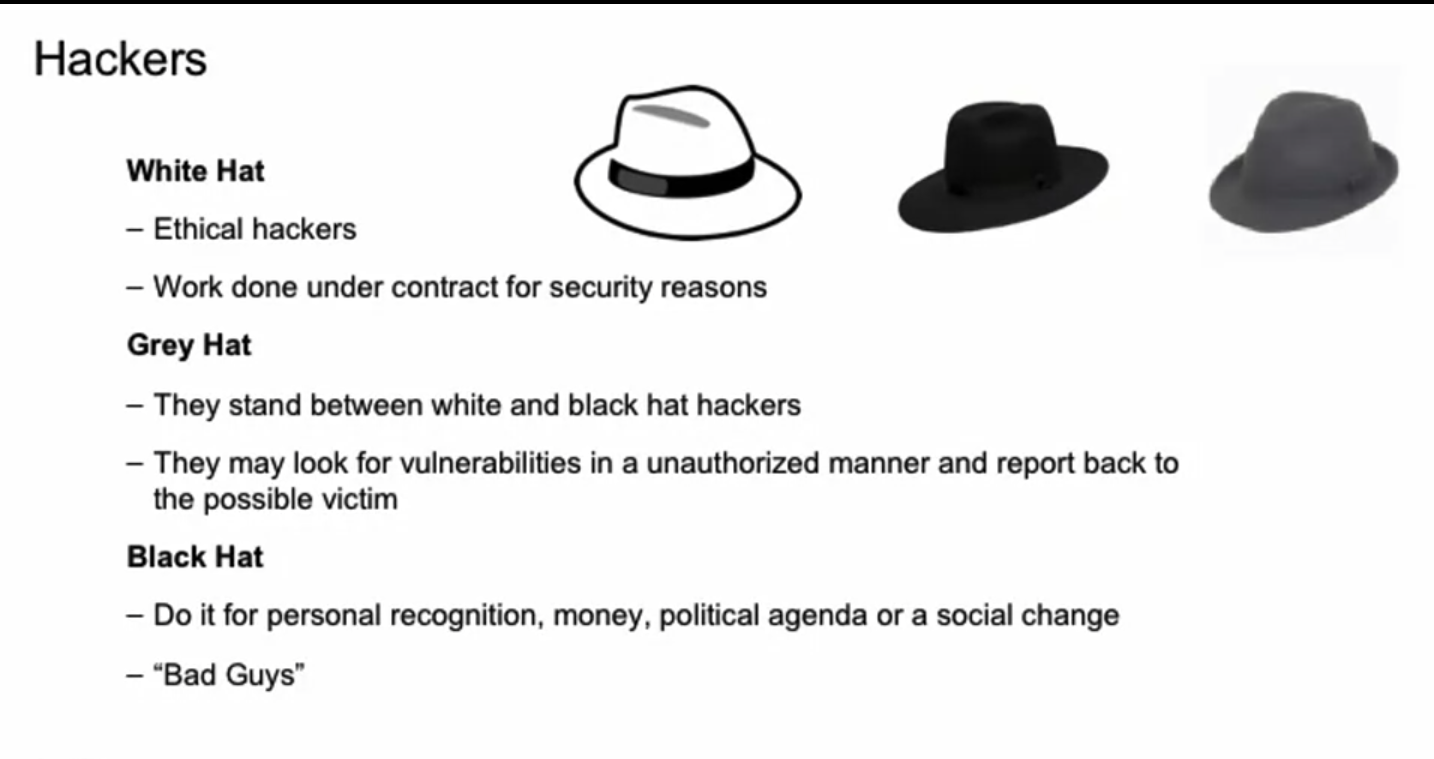 Hackers
White Hat
– Ethical hackers
– Work done under contract for security reasons
Grey Hat
– They stand between white and black hat hackers
– They may look for vulnerabilities in a unauthorized manner and report back to
the possible victim
Black Hat
– Do it for personal recognition, money, political agenda or a social change
– “Bad Guys”